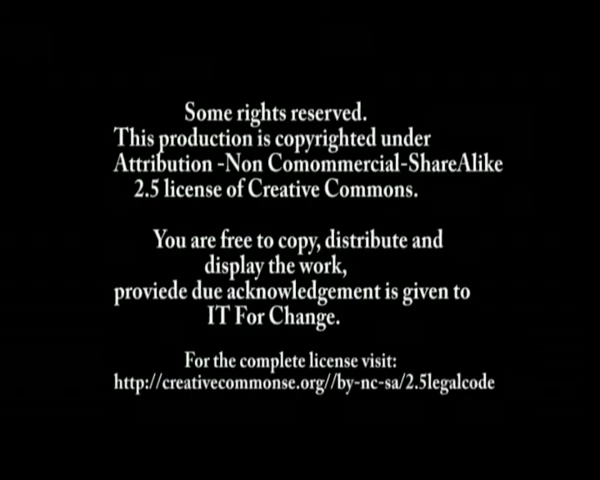 Some rights reserved.
This production is copyrighted under
Attribution -Non Comommercial-ShareAlike
2.5 license of Creative Commons.
You are free to copy, distribute and
display the work,
proviede due acknowledgement is given to
IT For Change.
For the complete license visit:
http://creativecommonse.org//by-nc-sa/2.5legalcode